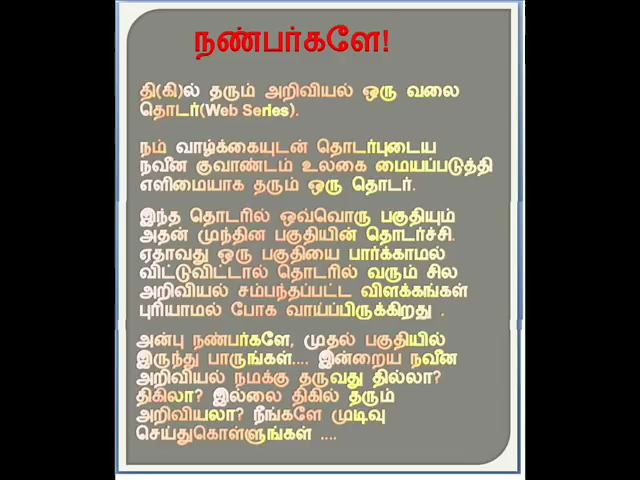 நண்பர்களே!
தி(கி)ல் தரும் அறிவியல் ஒரு வலை
தொடர்(Web Series).
நம் வாழ்க்கையுடன் தொடர்புடைய
நவீன குவாண்டம் உலகை மையப்படுத்தி
எளிமையாக தரும் ஒரு தொடர்.
இந்த தொடரில் ஒவ்வொரு பகுதியும்
அதன் முந்தின பகுதியின் தொடர்ச்சி.
ஏதாவது ஒரு பகுதியை பார்க்காமல்
விட்டுவிட்டால் தொடரில் வரும் சில
அறிவியல் சம்பந்தப்பட்ட விளக்கங்கள்
புரியாமல் போக வாய்ப்பிருக்கிறது .
அன்பு நண்பர்களே, முதல் பகுதியில்
இருந்து பாருங்கள்.... இன்றைய நவீன
அறிவியல் நமக்கு தருவது தில்லா?
திகிலா? இல்லை திகில் தரும்
அறிவியலா? நீங்களே முடிவு
செய்துகொள்ளுங்கள் ....